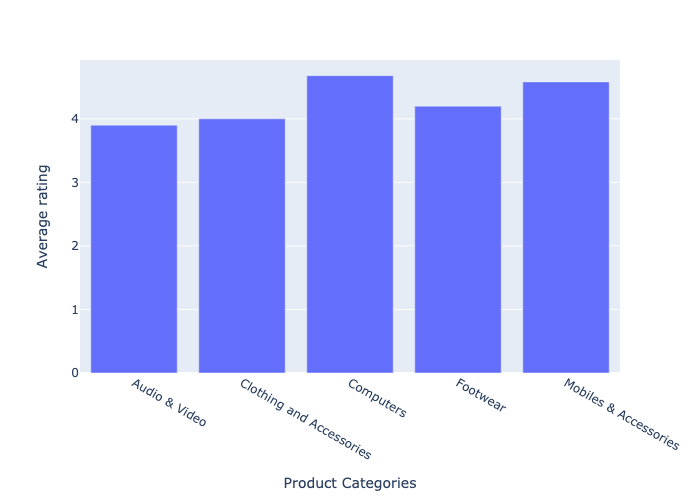 Average rating
4
3
2
1
0
Audio & Video
Clothing and Accessories
Computers
Footwear
Mobiles & Accessories
Product Categories